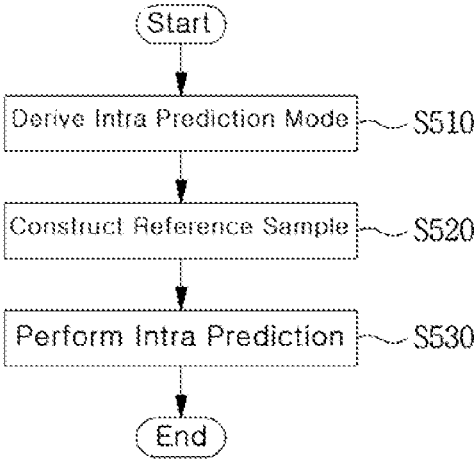 Start
Derive Intra Prediction Mode
S510
Construct Reference Sample
S520
Perform Intra Prediction
S530
End